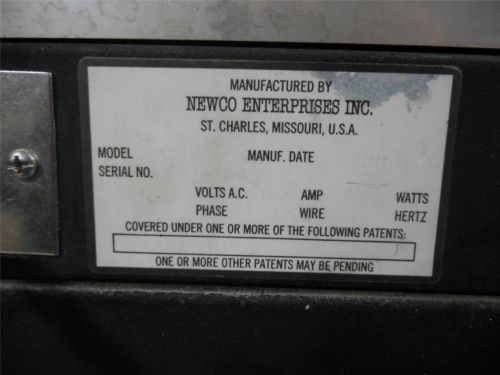 MANUFACTURED BY
NEWCO ENTERPRISES INC.
ST. CHARLES, MISSOURI, U.S.A.
MODEL MANUF. DATE
SERIAL NO.
VOLTS A.C. AMP WATTS
PHASE WIRE HERTZ
COVERED UNDER ONE OR MORE OF THE FOLLOWING PATENTS:
ONE OR MORE OTHER PATENTS MAY BE PENDING